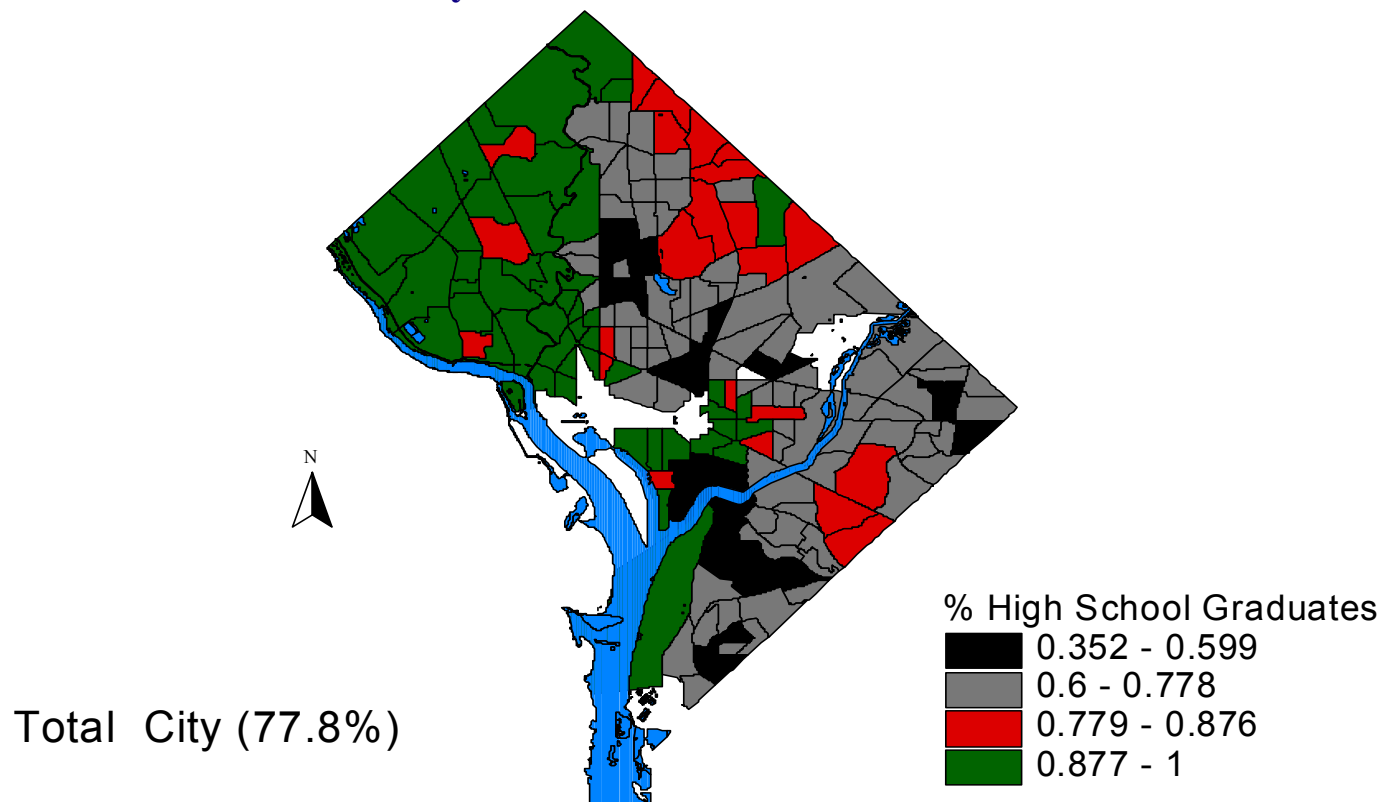 N
% High School Graduates
0.352 - 0.599
0.6 - 0.778
0.779 - 0.876
0.877 - 1
Total City (77.8%)